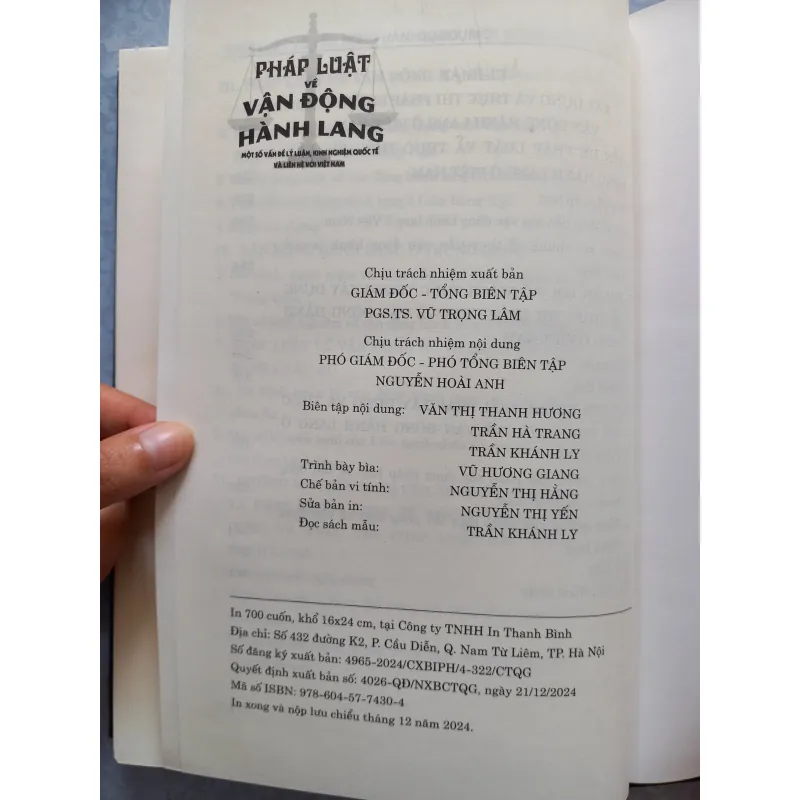 PHÁP LUẬT
VỀ
VẬN ĐỘNG
HÀNH LANG
MỘT SỐ VẤN ĐỀ LÝ LUẬN, KINH NGHIỆM QUỐC TẾ
VÀ LIÊN HỆ VỚI VIỆT NAM
Chịu trách nhiệm xuất bản
GIÁM ĐỐC - TỔNG BIÊN TẬP
PGS.TS. VŨ TRỌNG LÂM
Chịu trách nhiệm nội dung
PHÓ GIÁM ĐỐC - PHÓ TỔNG BIÊN TẬP
NGUYỄN HOÀI ANH
Biên tập nội dung: VĂN THỊ THANH HƯƠNG
TRẦN HÀ TRANG
TRẦN KHÁNH LY
Trình bày bìa: VŨ HƯƠNG GIANG
Chế bản vi tính: NGUYỄN THỊ HẰNG
Sửa bản in: NGUYỄN THỊ YẾN
Đọc sách mẫu: TRẦN KHÁNH LY
In 700 cuốn, khổ 16x24 cm, tại Công ty TNHH In Thanh Bình
Địa chỉ: Số 432 đường K2, P. Cầu Diễn, Q. Nam Từ Liêm, TP. Hà Nội
Số đăng ký xuất bản: 4965-2024/CXBIPH/4-322/CTQG
Quyết định xuất bản số: 4026-QĐ/NXBCTQG, ngày 21/12/2024
Mã số ISBN: 978-604-57-7430-4
In xong và nộp lưu chiểu tháng 12 năm 2024.